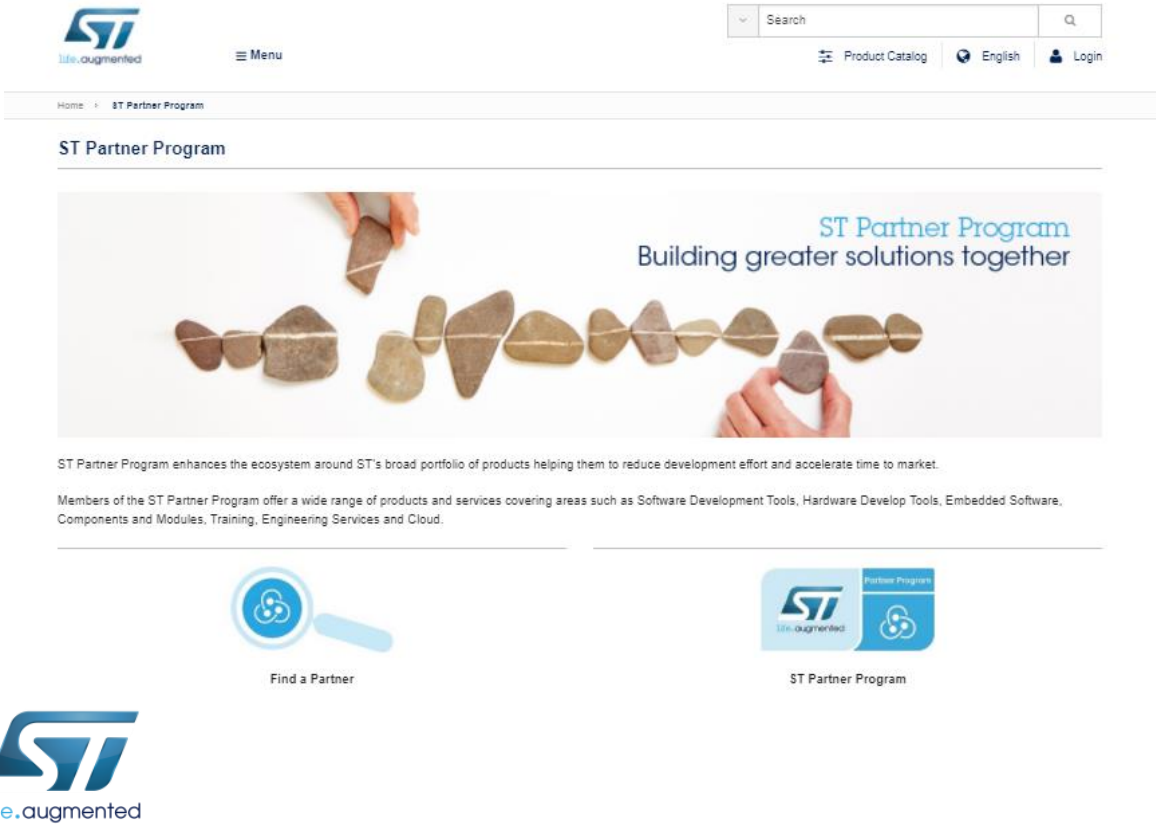 Search
life.augmented
Menu
Product Catalog
English
Login
Home
ST Partner Program
ST Partner Program
ST Partner Program
Building greater solutions together
ST Partner Program enhances the ecosystem around ST's broad portfolio of products helping them to reduce development effort and accelerate time to market.
Members of the ST Partner Program offer a wide range of products and services covering areas such as Software Development Tools, Hardware Develop Tools, Embedded Software,
Components and Modules, Training, Engineering Services and Cloud.
Partner Program
ST
life.augmented
Find a Partner
ST Partner Program
ST
e.augmented